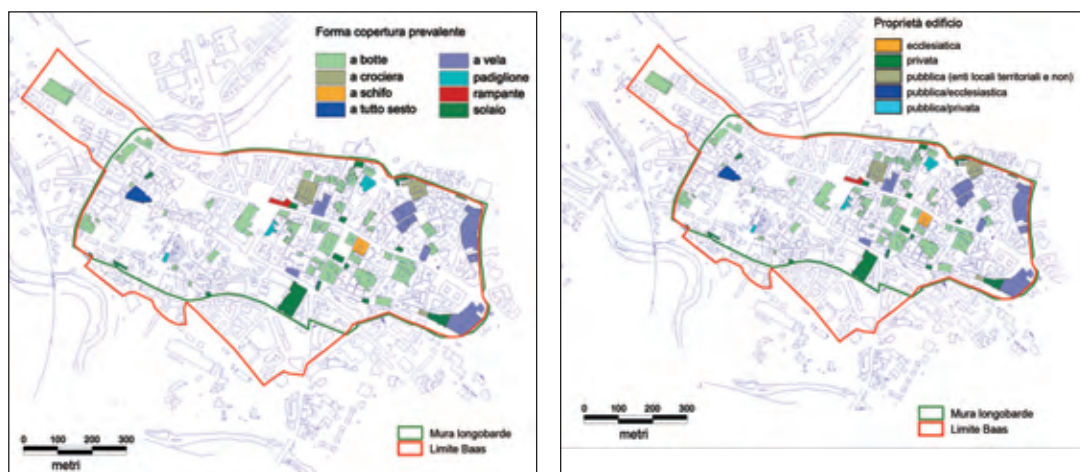 Forma copertura prevalente
a botte
a crociera
a schifo
a tutto sesto
a vela
padiglione
rampante
solaio
0 100 200 300
metri
Mura longobarde
Limite Baas
Proprietà edificio
ecclesiatica
privata
pubblica (enti locali territoriali e non)
pubblica/ecclesiastica
pubblica/privata
0 100 200 300
metri
Mura longobarde
Limite Baas